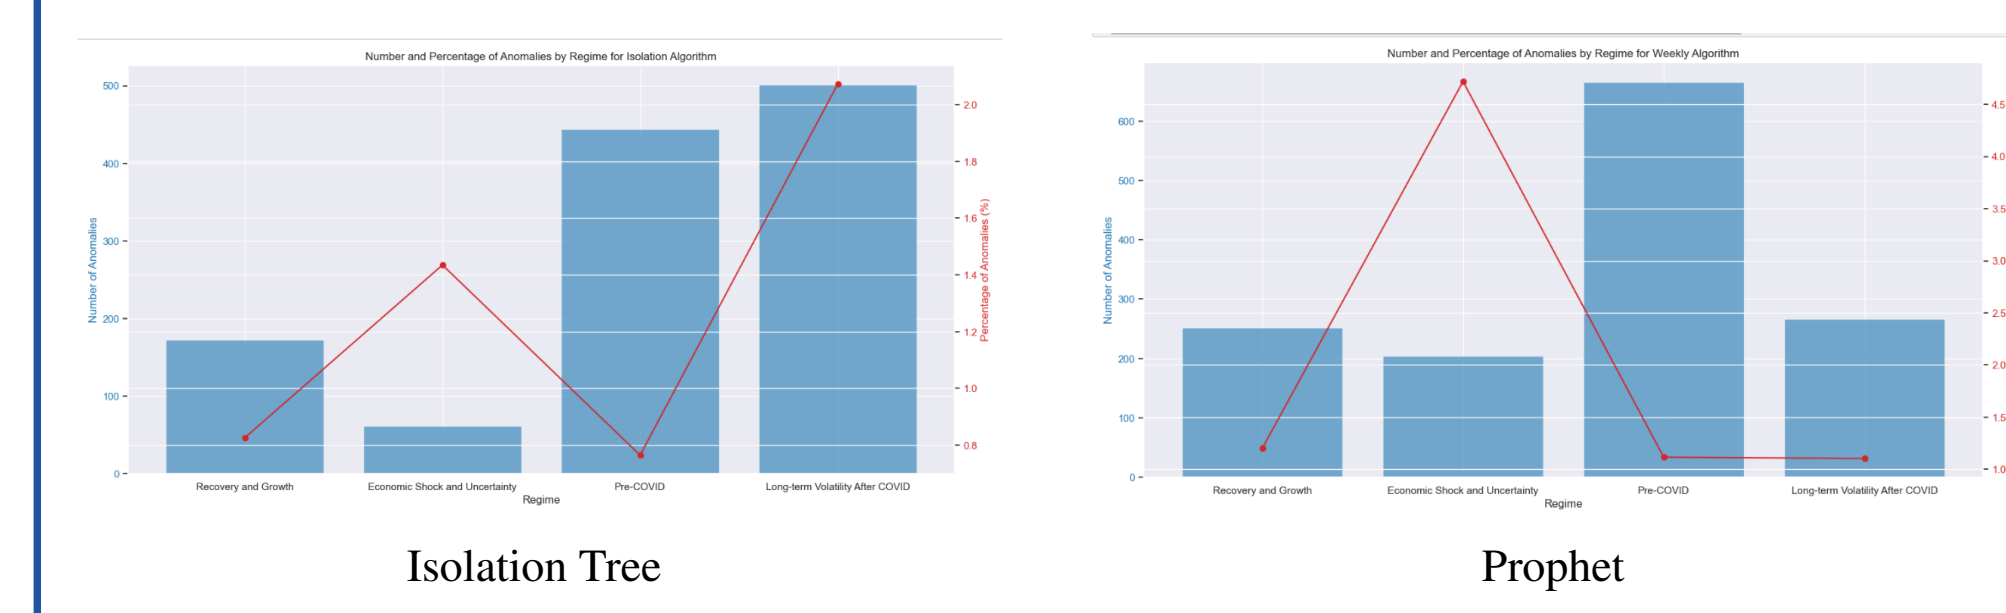 Number and Percentage of Anomalies by Regime for Isolation Algorithm
500
400
300
200
100
0
Number of Anomalies
2.0
1.8
1.6
1.4
1.2
1.0
0.8
Percentage of Anomalies (%)
Recovery and Growth
Economic Shock and Uncertainty
Pre-COVID
Long-term Volatility After COVID
Regime
Isolation Tree
Number and Percentage of Anomalies by Regime for Weekly Algorithm
600
500
400
300
200
100
0
Number of Anomalies
4.5
4.0
3.5
3.0
2.5
2.0
1.5
1.0
Recovery and Growth
Economic Shock and Uncertainty
Pre-COVID
Long-term Volatility After COVID
Regime
Prophet